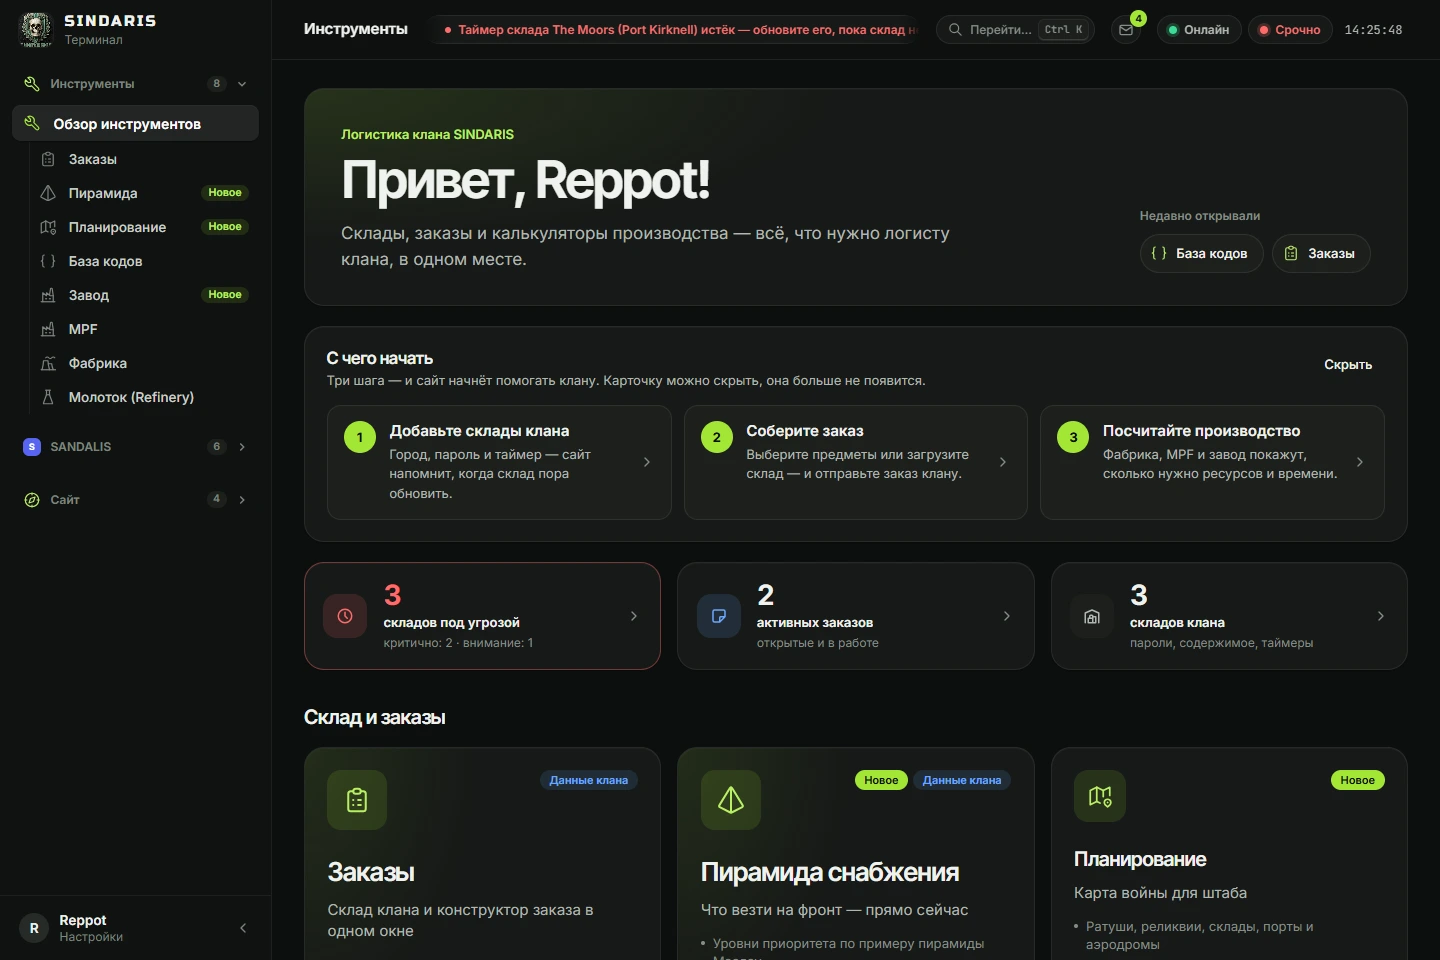 SINDARIS
Терминал
Инструменты 8
Обзор инструментов
Заказы
Пирамида Новое
Планирование Новое
База кодов
Завод Новое
MPF
Фабрика
Молоток (Refinery)
S SANDALIS 6
Сайт 4
R Reppot
Настройки
Инструменты
Таймер склада The Moors (Port Kirknell) истёк — обновите его, пока склад
Перейти... Ctrl K
4
Онлайн
Срочно
14:25:48
Логистика клана SINDARIS
Привет, Reppot!
Склады, заказы и калькуляторы производства — всё, что нужно логисту
клана, в одном месте.
Недавно открывали
База кодов
Заказы
С чего начать
Три шага — и сайт начнёт помогать клану. Карточку можно скрыть, она больше не появится.
Скрыть
1
Добавьте склады клана
Город, пароль и таймер — сайт
напомнит, когда склад пора
обновить.
2
Соберите заказ
Выберите предметы или загрузите
склад — и отправьте заказ клану.
3
Посчитайте производство
Фабрика, MPF и завод покажут,
сколько нужно ресурсов и времени.
3
складов под угрозой
критично: 2 · внимание: 1
2
активных заказов
открытые и в работе
3
складов клана
пароли, содержимое, таймеры
Склад и заказы
Данные клана
Заказы
Склад клана и конструктор заказа в
одном окне
Новое Данные клана
Пирамида снабжения
Что везти на фронт — прямо сейчас
• Уровни приоритета по примеру пирамиды
Новое
Планирование
Карта войны для штаба
• Ратуши, реликвии, склады, порты и
аэродромы